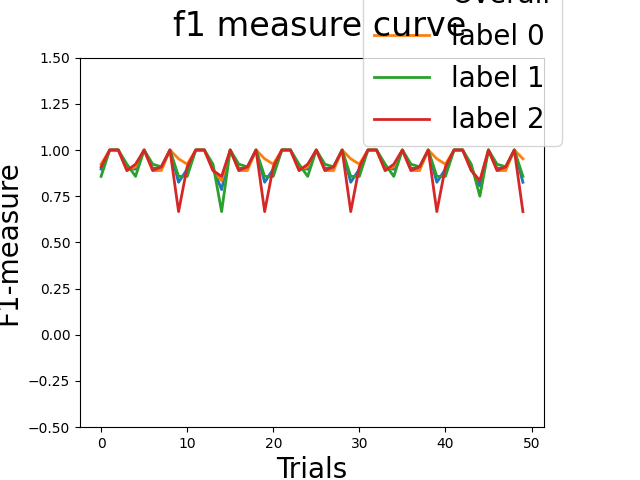 Overall
f1 measure curve
label 0
label 1
label 2
1.50
1.25
1.00
0.75
0.50
0.25
0.00
−0.25
−0.50
F1-measure
0 10 20 30 40 50
Trials